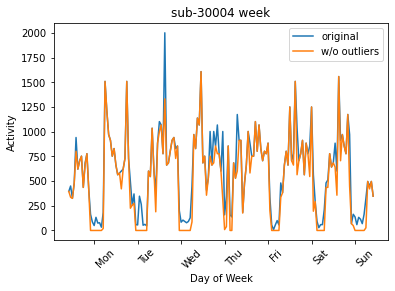 sub-30004 week
original
w/o outliers
2000
1750
1500
1250
1000
750
500
250
0
Activity
Mon
Tue
Wed
Thu
Fri
Sat
Sun
Day of Week